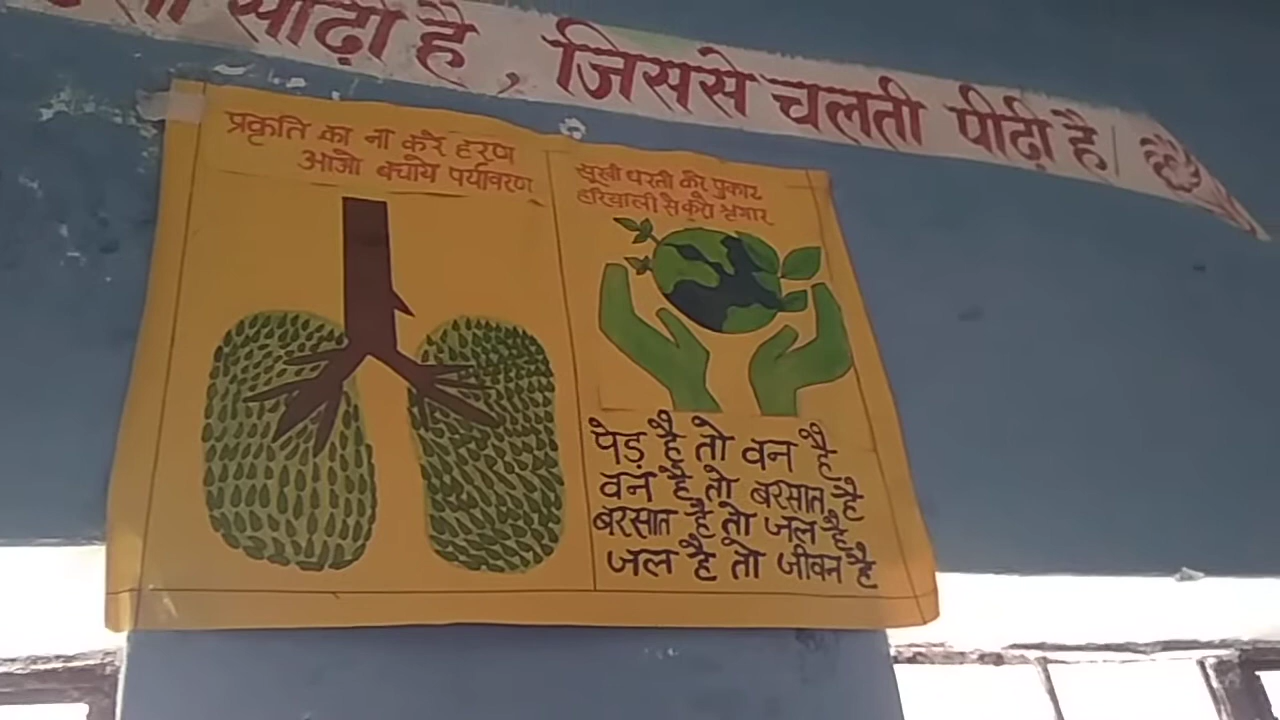 सीढ़ी है, जिससे चलती पीढ़ी है।
प्रकृति का ना करे हरण
आओ बचाये पर्यावरण
सूखी धरती करे पुकार
हरियाली से करो श्रृंगार
पेड़ है तो वन है
वन है तो बरसात है
बरसात है तो जल है
जल है तो जीवन है